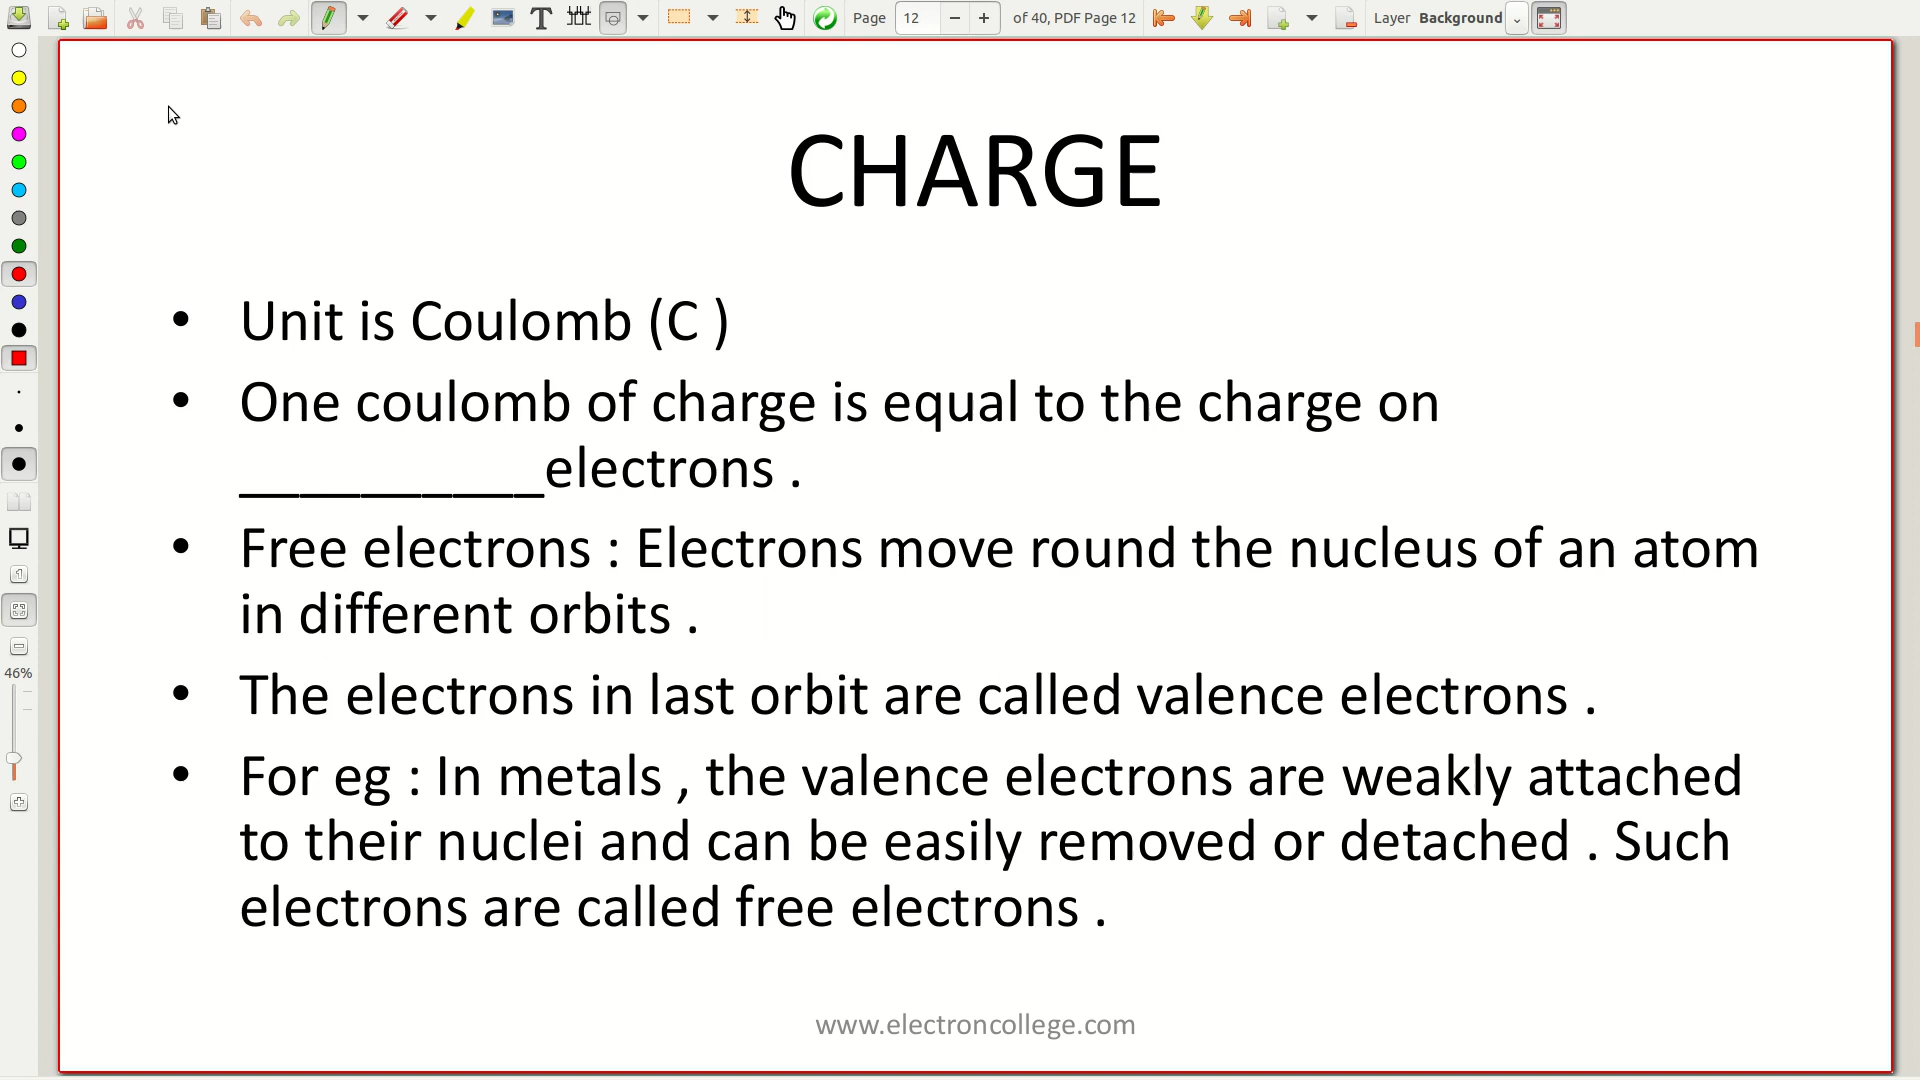 Page 12 of 40, PDF Page 12 Layer Background
CHARGE
• Unit is Coulomb (C )
• One coulomb of charge is equal to the charge on
__________electrons .
• Free electrons : Electrons move round the nucleus of an atom
in different orbits .
• The electrons in last orbit are called valence electrons .
• For eg : In metals , the valence electrons are weakly attached
to their nuclei and can be easily removed or detached . Such
electrons are called free electrons .
46%
www.electroncollege.com